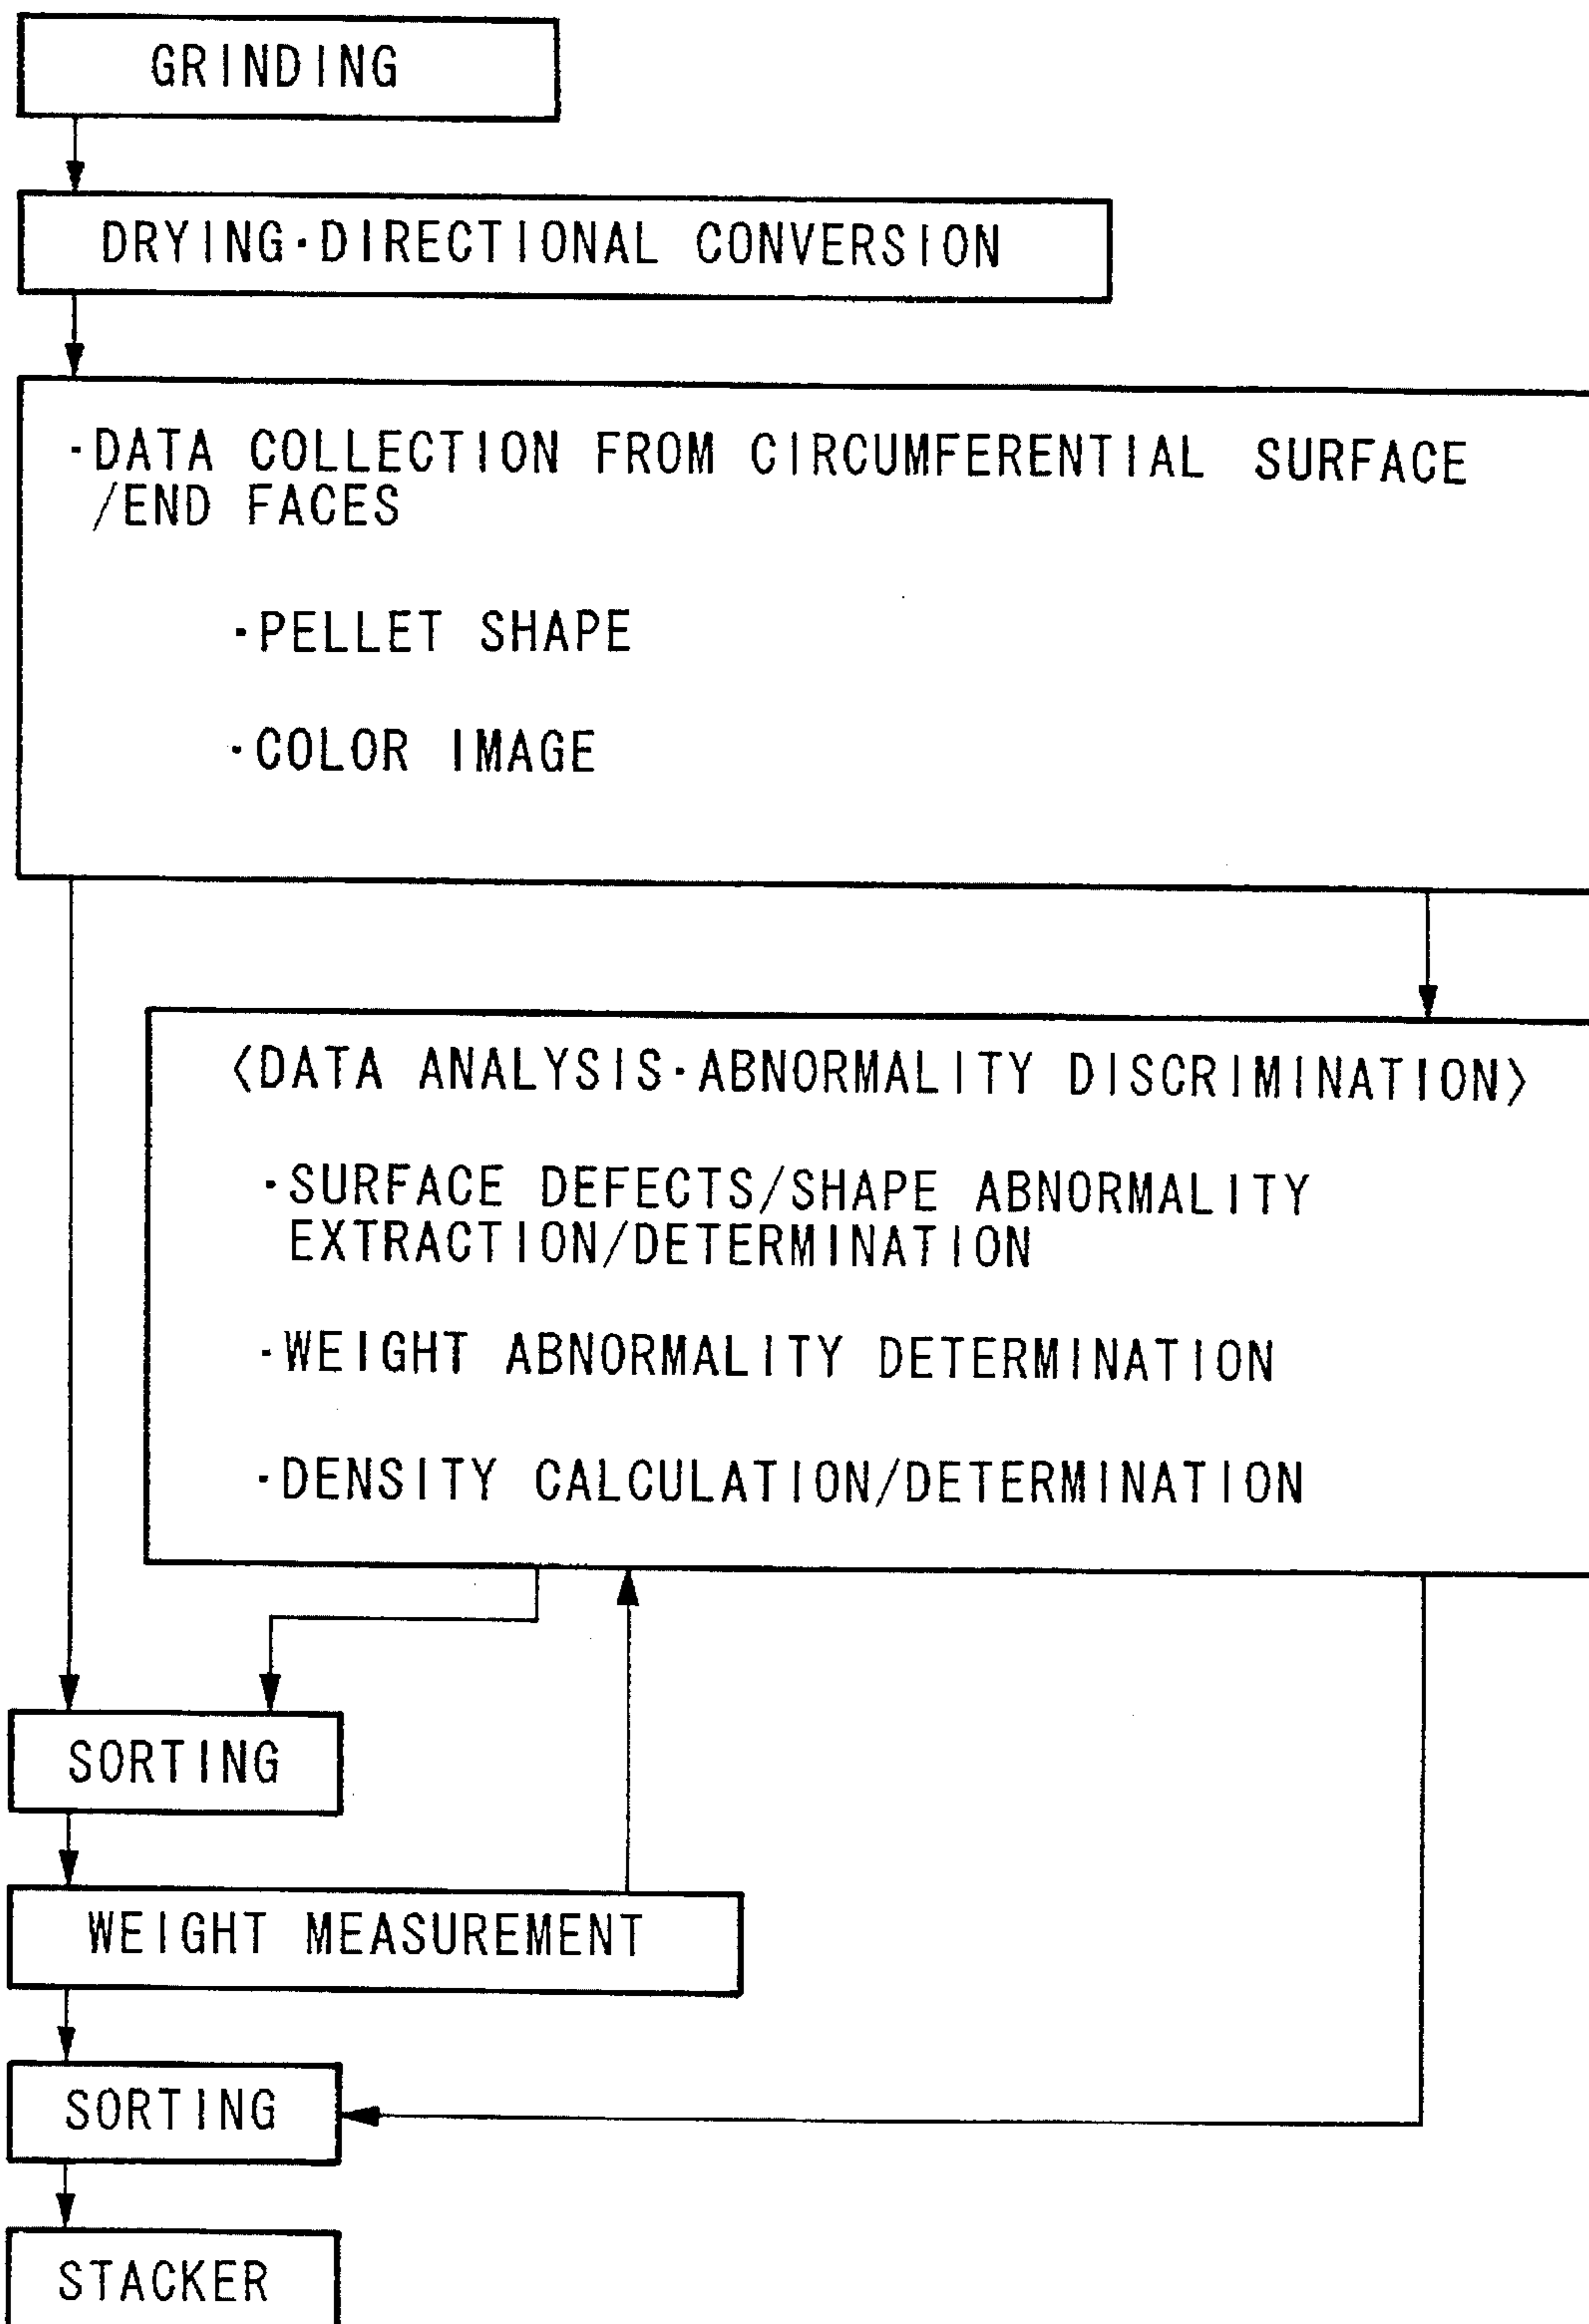 GRINDING
DRYING·DIRECTIONAL CONVERSION
·DATA COLLECTION FROM CIRCUMFERENTIAL SURFACE
/END FACES
·PELLET SHAPE
·COLOR IMAGE
〈DATA ANALYSIS·ABNORMALITY DISCRIMINATION〉
·SURFACE DEFECTS/SHAPE ABNORMALITY
EXTRACTION/DETERMINATION
·WEIGHT ABNORMALITY DETERMINATION
·DENSITY CALCULATION/DETERMINATION
SORTING
WEIGHT MEASUREMENT
SORTING
STACKER